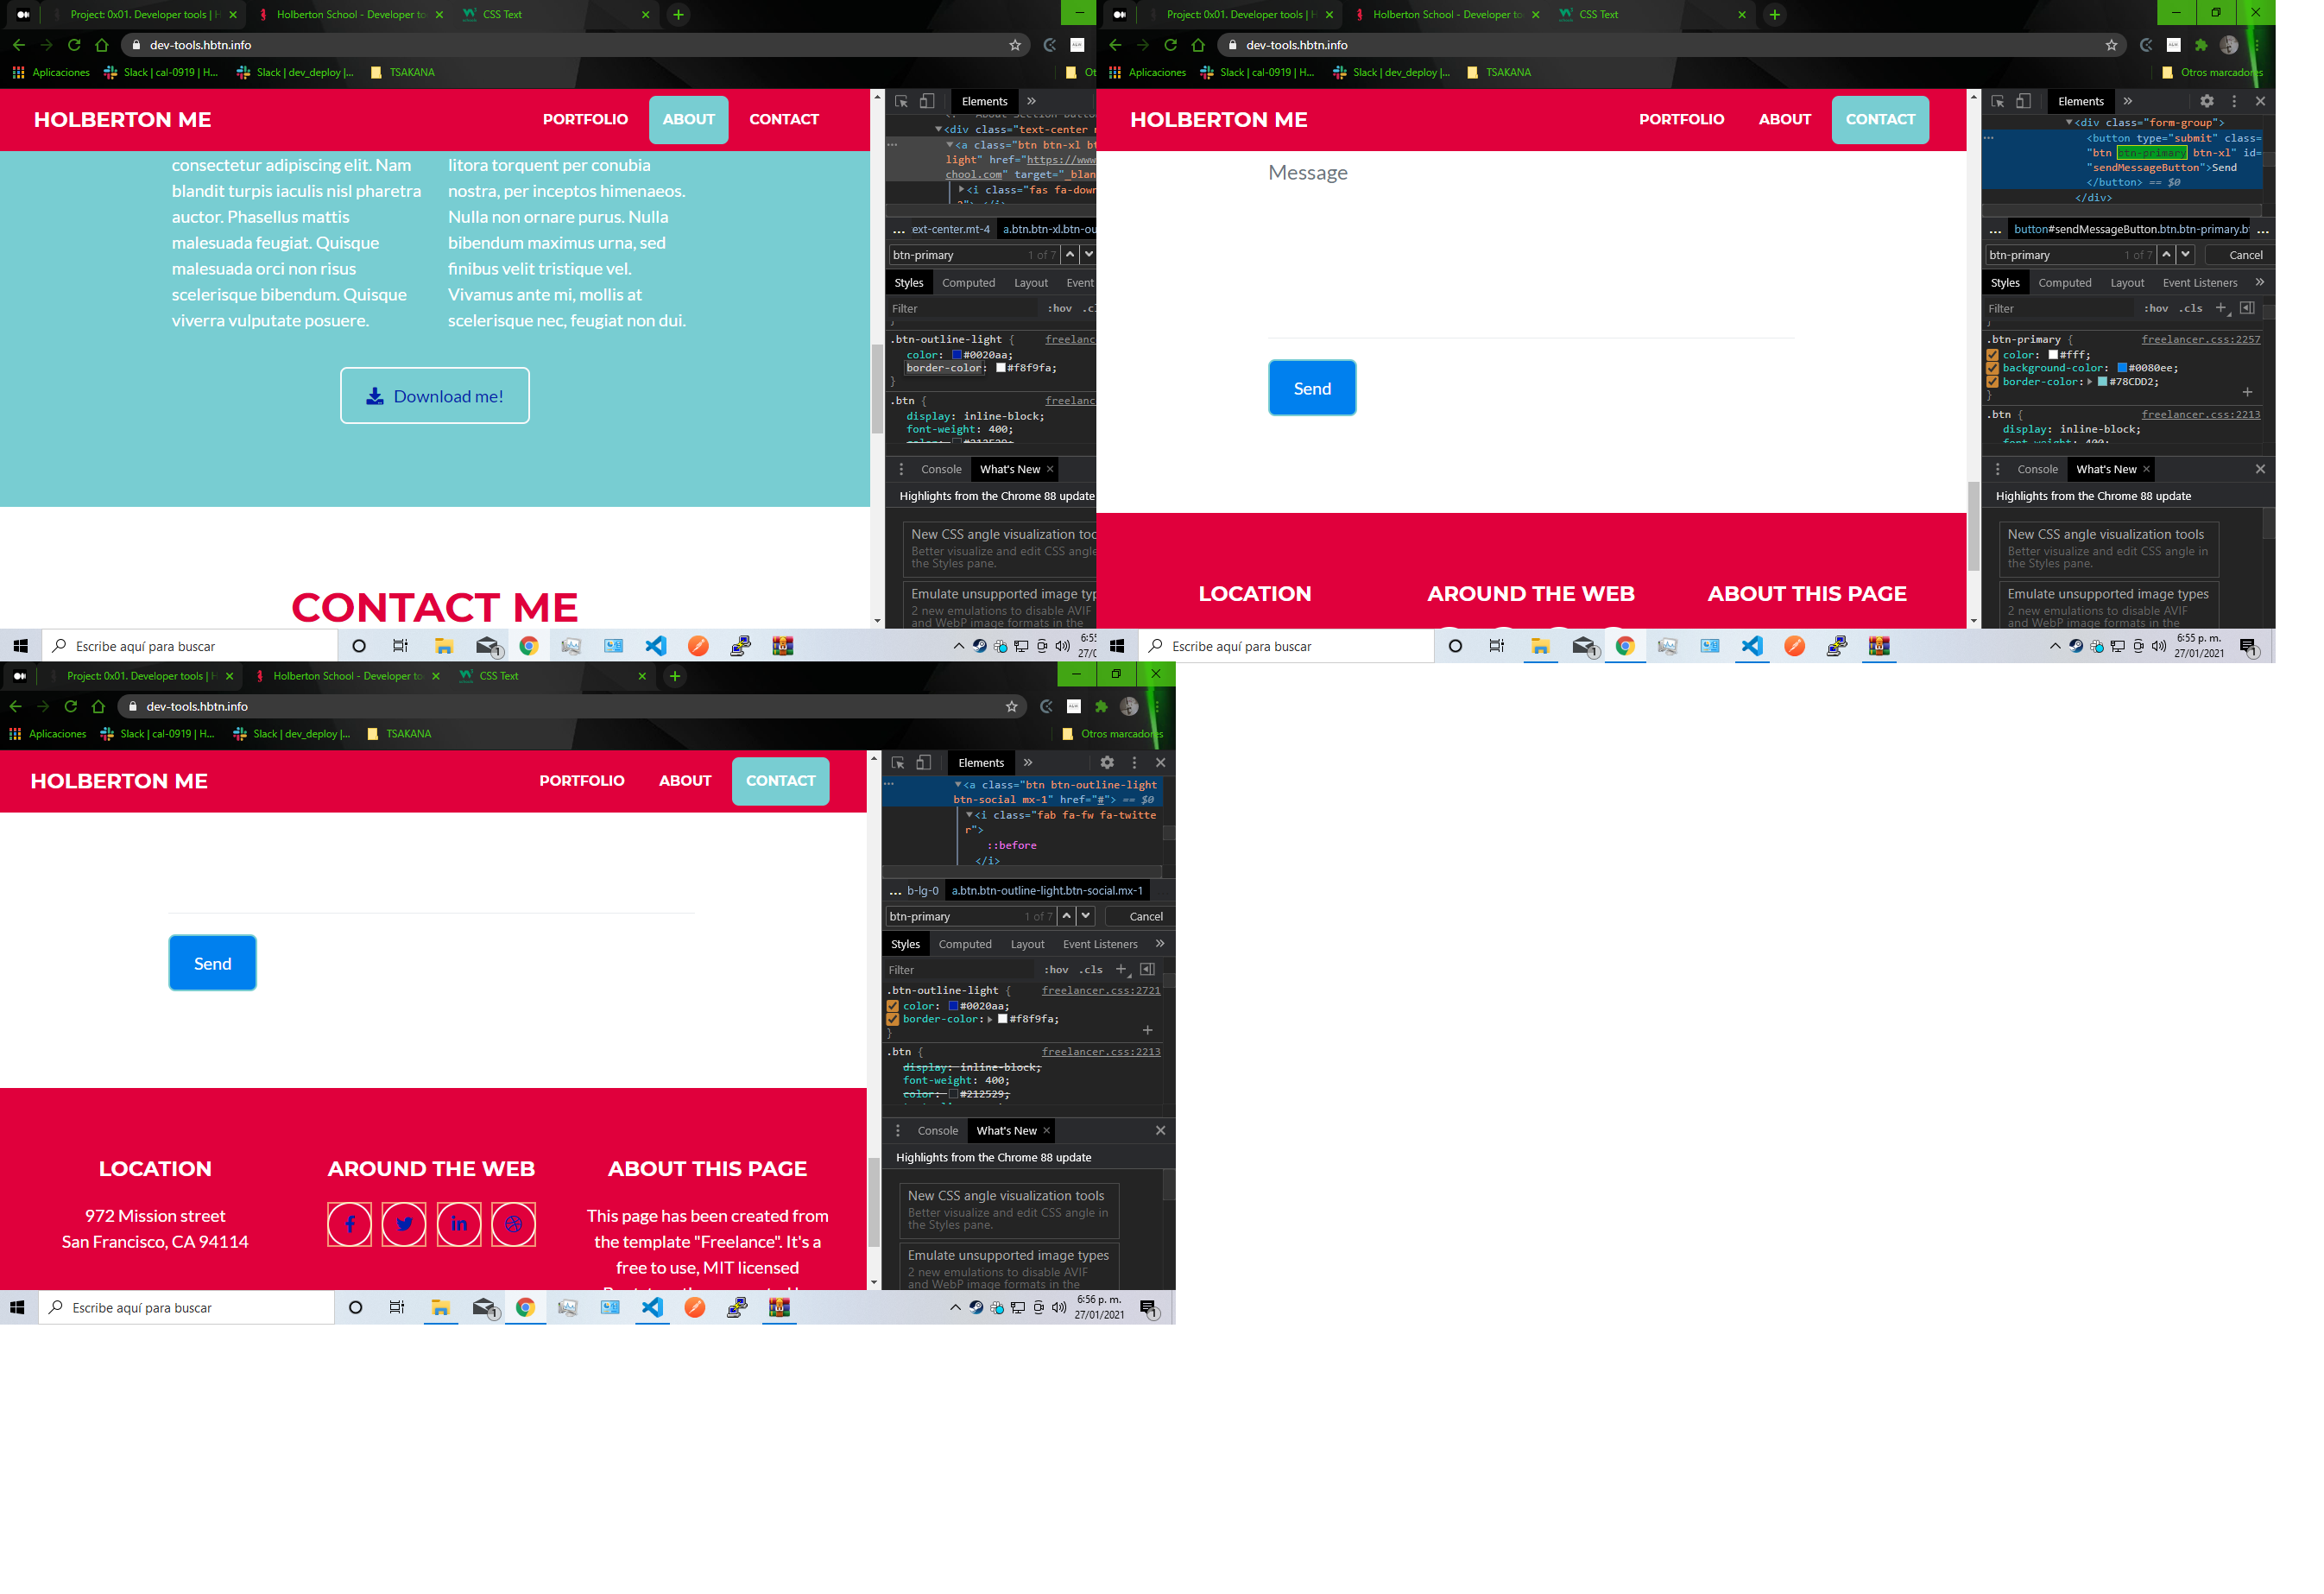 Project: 0x01. Developer tools | H
Holberton School - Developer to
CSS Text
dev-tools.hbtn.info
Aplicaciones
Slack | cal-0919 | H...
Slack | dev_deploy |...
TSAKANA
Ot
HOLBERTON ME
PORTFOLIO
ABOUT
CONTACT
consectetur adipiscing elit. Nam
blandit turpis iaculis nisl pharetra
auctor. Phasellus mattis
malesuada feugiat. Quisque
malesuada orci non risus
scelerisque bibendum. Quisque
viverra vulputate posuere.
litora torquent per conubia
nostra, per inceptos himenaeos.
Nulla non ornare purus. Nulla
bibendum maximus urna, sed
finibus velit tristique vel.
Vivamus ante mi, mollis at
scelerisque nec, feugiat non dui.
Download me!
CONTACT ME
Elements
<div class="text-center
<a class="btn btn-xl
light" href="https://www
chool.com" target="_blan
<i class="fas fa-down
... ext-center.mt-4 a.btn.btn-xl.btn-ou
btn-primary 1 of 7
Styles Computed Layout Event
Filter :hov .cl
.btn-outline-light { freelanc
color: #0020aa;
border-color: #f8f9fa;
}
.btn { freelanc
display: inline-block;
font-weight: 400;
color: #212529;
Console What's New
Highlights from the Chrome 88 update
New CSS angle visualization too
Better visualize and edit CSS angle
the Styles pane.
Emulate unsupported image typ
2 new emulations to disable AVIF
and WebP image formats in the
Escribe aquí para buscar
1
6:55
27/0
Project: 0x01. Developer tools | H
Holberton School - Developer to
CSS Text
dev-tools.hbtn.info
Aplicaciones
Slack | cal-0919 | H...
Slack | dev_deploy |...
TSAKANA
Otros marcadores
HOLBERTON ME
PORTFOLIO
ABOUT
CONTACT
Message
Send
LOCATION
AROUND THE WEB
ABOUT THIS PAGE
Elements
<div class="form-group">
<button type="submit" class=
"btn btn-primary btn-xl" id=
"sendMessageButton">Send
</button> == $0
</div>
... button#sendMessageButton.btn.btn-primary.bt ...
btn-primary 1 of 7 Cancel
Styles Computed Layout Event Listeners
Filter :hov .cls
.btn-primary { freelancer.css:2257
color: #fff;
background-color: #0080ee;
border-color: #78CDD2;
}
.btn { freelancer.css:2213
display: inline-block;
font-weight: 400;
Console What's New
Highlights from the Chrome 88 update
New CSS angle visualization tools
Better visualize and edit CSS angle in
the Styles pane.
Emulate unsupported image types
2 new emulations to disable AVIF
and WebP image formats in the
Escribe aquí para buscar
1
6:55 p. m.
27/01/2021
1
Project: 0x01. Developer tools | H
Holberton School - Developer to
CSS Text
dev-tools.hbtn.info
Aplicaciones
Slack | cal-0919 | H...
Slack | dev_deploy |...
TSAKANA
Otros marcadores
HOLBERTON ME
PORTFOLIO
ABOUT
CONTACT
Send
LOCATION
972 Mission street
San Francisco, CA 94114
AROUND THE WEB
ABOUT THIS PAGE
This page has been created from
the template "Freelance". It's a
free to use, MIT licensed
Elements
<a class="btn btn-outline-light
btn-social mx-1" href="#"> == $0
<i class="fab fa-fw fa-twitte
r">
::before
</i>
... b-lg-0 a.btn.btn-outline-light.btn-social.mx-1
btn-primary 1 of 7 Cancel
Styles Computed Layout Event Listeners
Filter :hov .cls
.btn-outline-light { freelancer.css:2721
color: #0020aa;
border-color: #f8f9fa;
}
.btn { freelancer.css:2213
display: inline-block;
font-weight: 400;
color: #212529;
Console What's New
Highlights from the Chrome 88 update
New CSS angle visualization tools
Better visualize and edit CSS angle in
the Styles pane.
Emulate unsupported image types
2 new emulations to disable AVIF
and WebP image formats in the
Escribe aquí para buscar
1
6:56 p. m.
27/01/2021
1